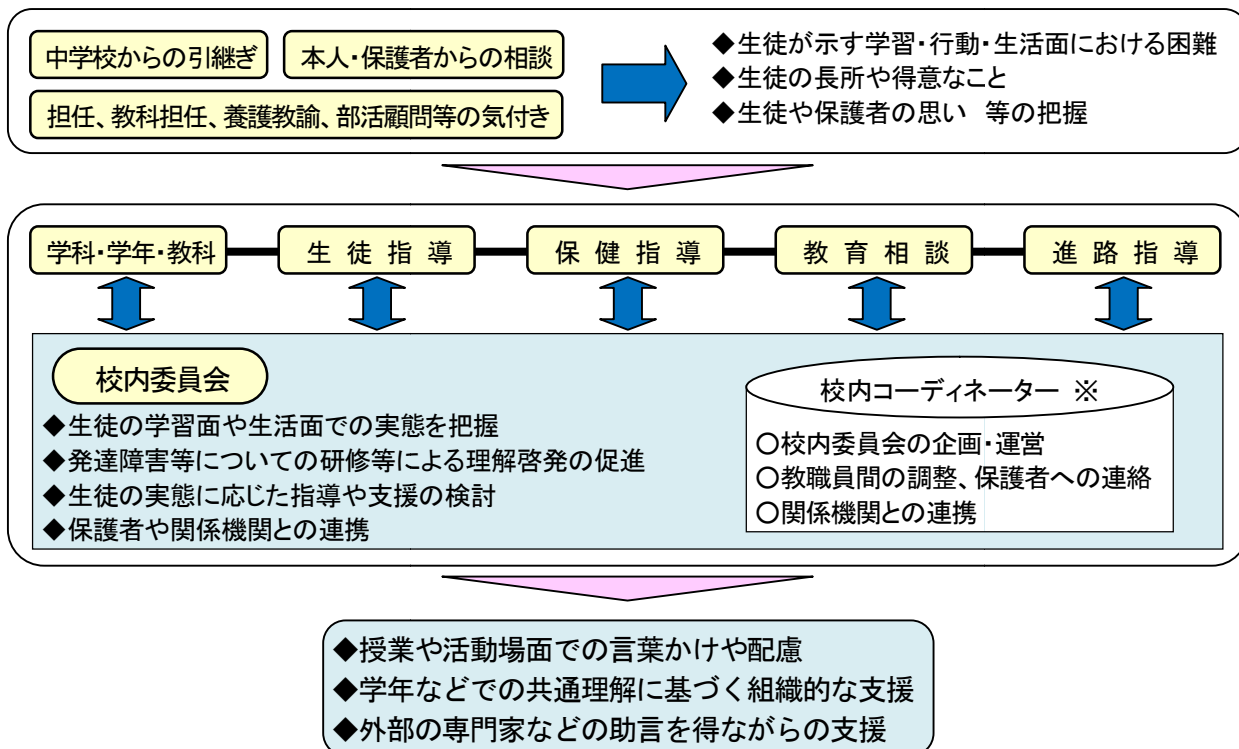 中学校からの引継ぎ
本人・保護者からの相談
担任、教科担任、養護教諭、部活顧問等の気付き
◆生徒が示す学習・行動・生活面における困難
◆生徒の長所や得意なこと
◆生徒や保護者の思い 等の把握
学科・学年・教科
生徒指導
保健指導
教育相談
進路指導
校内委員会
◆生徒の学習面や生活面での実態を把握
◆発達障害等についての研修等による理解啓発の促進
◆生徒の実態に応じた指導や支援の検討
◆保護者や関係機関との連携
校内コーディネーター ※
○校内委員会の企画・運営
○教職員間の調整、保護者への連絡
○関係機関との連携
◆授業や活動場面での言葉かけや配慮
◆学年などでの共通理解に基づく組織的な支援
◆外部の専門家などの助言を得ながらの支援